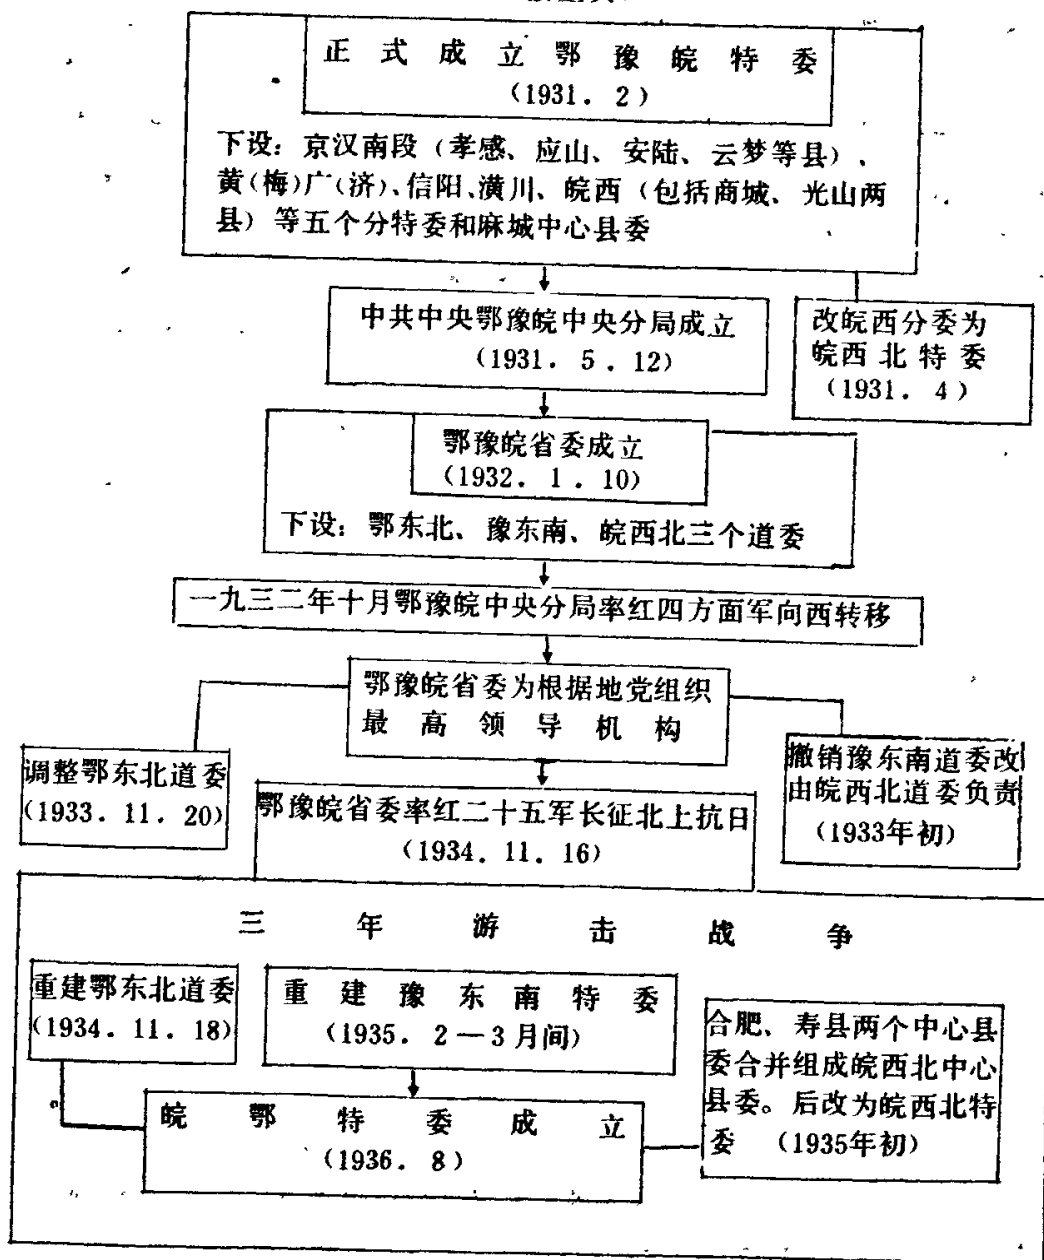 正式成立鄂豫皖特委
(1931．2)
下设：京汉南段（孝感、应山、安陆、云梦等县）、
黄(梅)广(济)、信阳、潢川、皖西（包括商城、光山两
县）等五个分特委和麻城中心县委
中共中央鄂豫皖中央分局成立
(1931．5．12)
改皖西分委为
皖西北特委
(1931．4)
鄂豫皖省委成立
(1932．1．10)
下设：鄂东北、豫东南、皖西北三个道委
一九三二年十月鄂豫皖中央分局率红四方面军向西转移
鄂豫皖省委为根据地党组织
最高领导机构
调整鄂东北道委
(1933．11．20)
撤销豫东南道委改
由皖西北道委负责
(1933年初)
鄂豫皖省委率红二十五军长征北上抗日
(1934．11．16)
三年游击战争
重建鄂东北道委
(1934．11．18)
重建豫东南特委
(1935．2—3月间)
合肥、寿县两个中心县
委合并组成皖西北中心
县委。后改为皖西北特
委 (1935年初)
皖鄂特委成立
(1936．8)